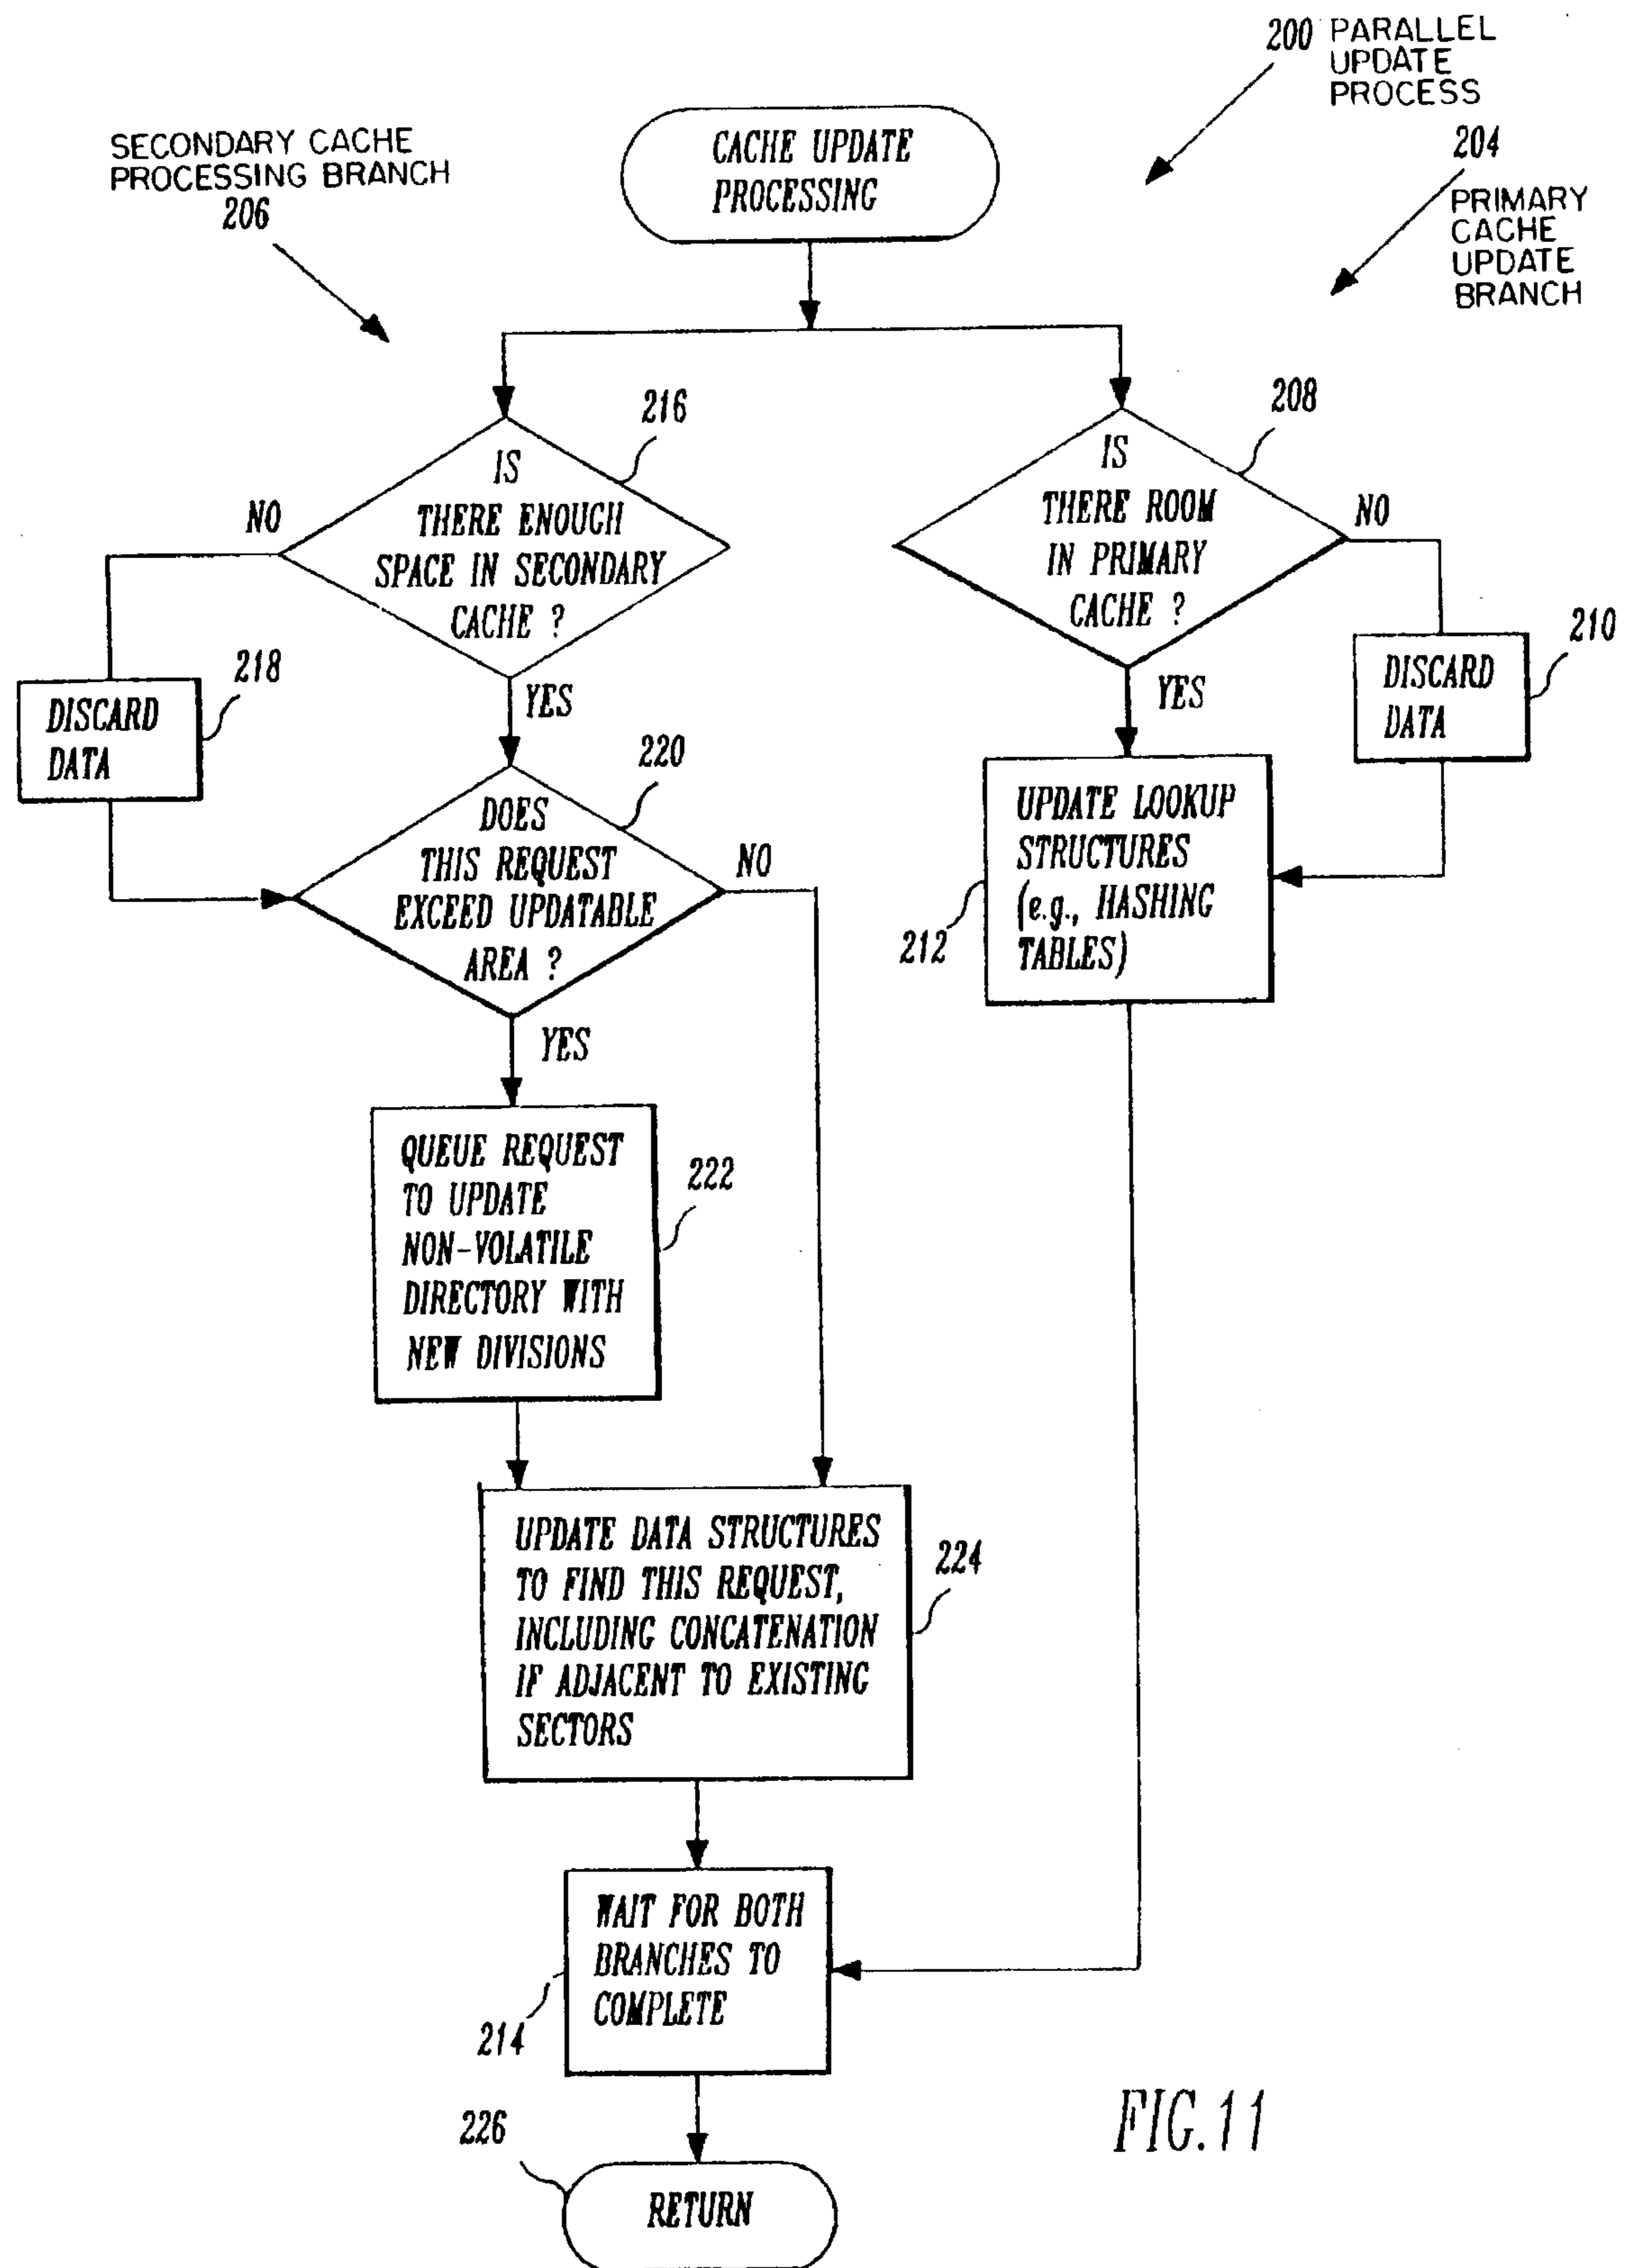 200 PARALLEL
UPDATE
PROCESS
204
PRIMARY
CACHE
UPDATE
BRANCH
SECONDARY CACHE
PROCESSING BRANCH
206
CACHE UPDATE
PROCESSING
216
IS
THERE ENOUGH
SPACE IN SECONDARY
CACHE ?
NO
YES
218
DISCARD
DATA
208
IS
THERE ROOM
IN PRIMARY
CACHE ?
NO
YES
210
DISCARD
DATA
220
DOES
THIS REQUEST
EXCEED UPDATABLE
AREA ?
NO
YES
212
UPDATE LOOKUP
STRUCTURES
(e.g., HASHING
TABLES)
222
QUEUE REQUEST
TO UPDATE
NON-VOLATILE
DIRECTORY WITH
NEW DIVISIONS
224
UPDATE DATA STRUCTURES
TO FIND THIS REQUEST,
INCLUDING CONCATENATION
IF ADJACENT TO EXISTING
SECTORS
214
WAIT FOR BOTH
BRANCHES TO
COMPLETE
226
RETURN
FIG.11